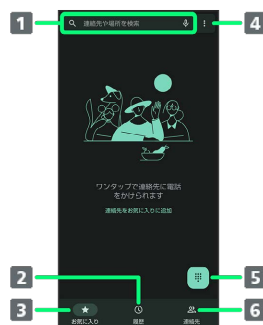 1
連絡先や場所を検索
4
ワンタップで連絡先に電話
をかけられます
連絡先をお気に入りに追加
2
5
3
お気に入り
履歴
連絡先
6